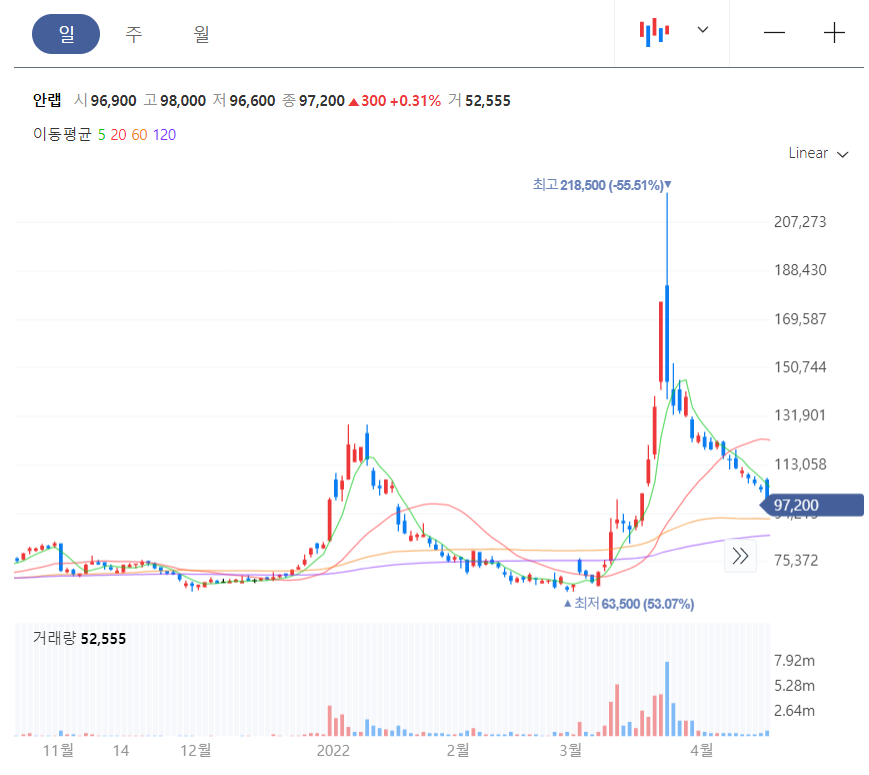 일 주 월
안랩 시 96,900 고 98,000 저 96,600 종 97,200 ▲300 +0.31% 거 52,555
이동평균 5 20 60 120
Linear
최고 218,500 (-55.51%)▼
207,273
188,430
169,587
150,744
131,901
113,058
97,200
75,372
▲최저 63,500 (53.07%)
거래량 52,555
7.92m
5.28m
2.64m
11월 14 12월 2022 2월 3월 4월